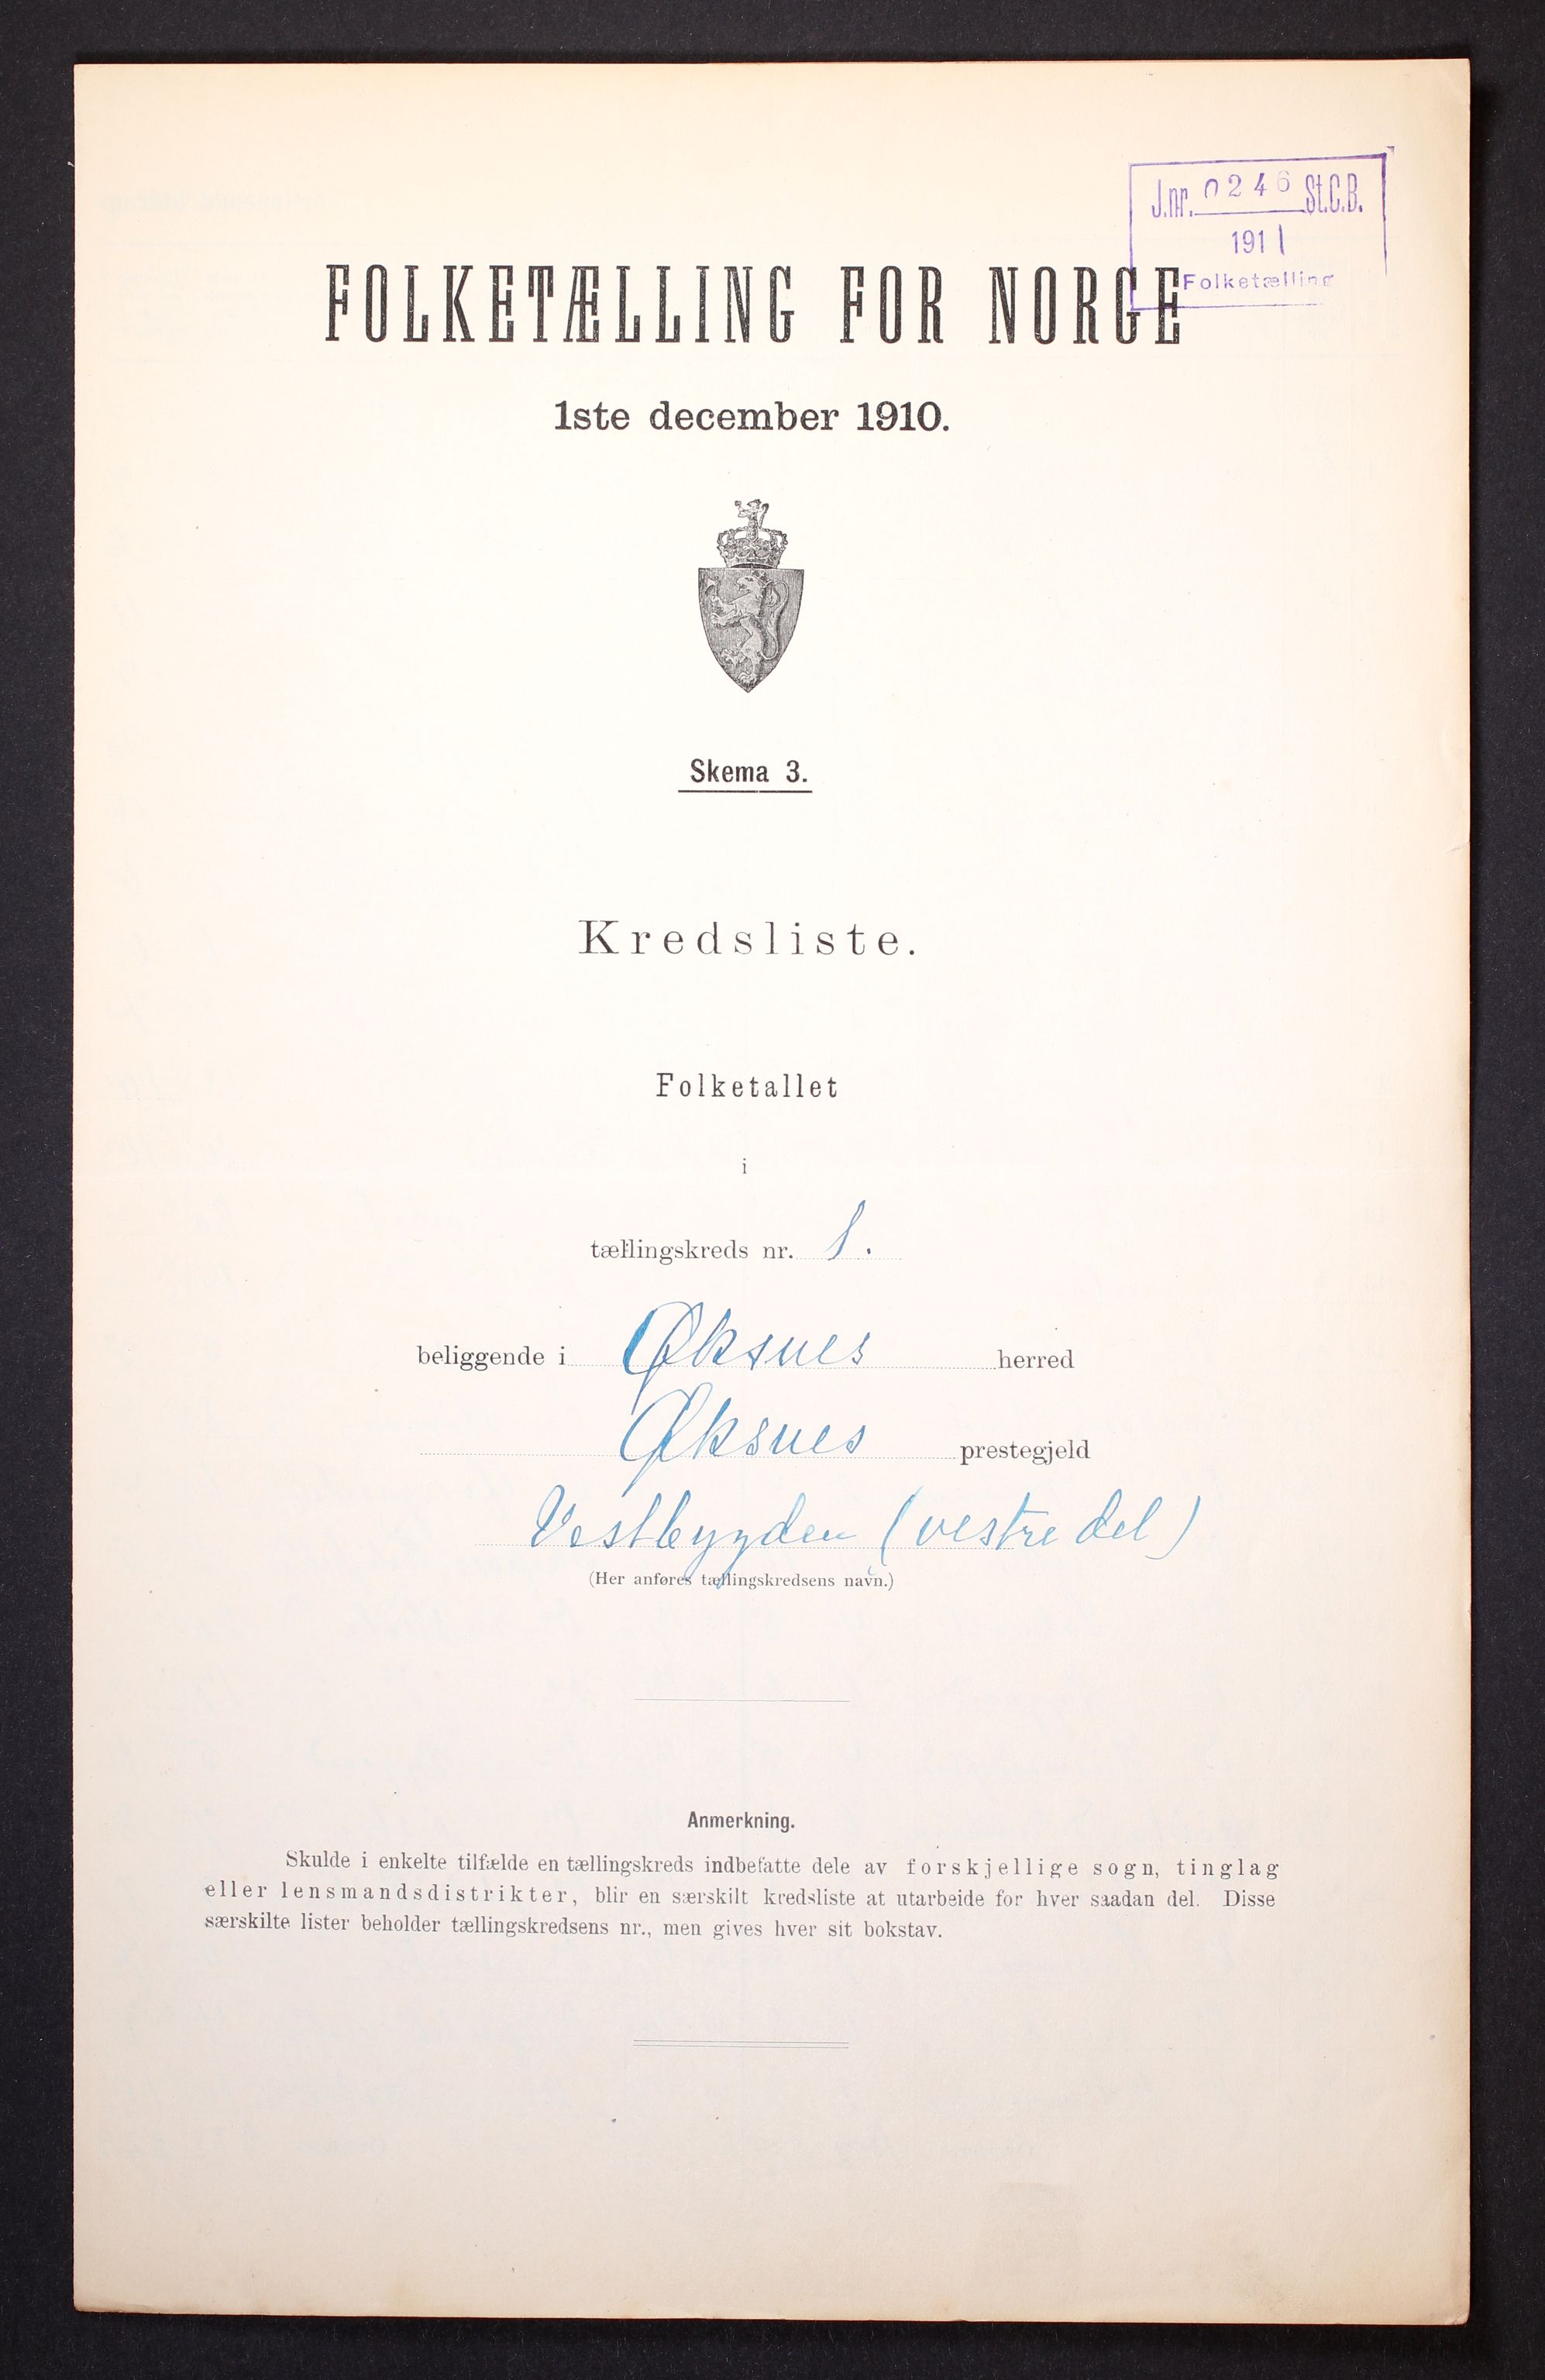 J.nr. 0246 St.C.B.
1911
Folketælling
FOLKETÆLLING FOR NORGE
1ste december 1910.
Skema 3.
Kredsliste.
Folketallet
i
tællingskreds nr. 1.
beliggende i Øksnes herred
Øksnes prestegjeld
Vestbygden (vestre del)
(Her anføres tællingskredsens navn.)
Anmerkning.
Skulde i enkelte tilfælde en tællingskreds indbefatte dele av forskjellige sogn, tinglag
eller lensmandsdistrikter, blir en særskilt kredsliste at utarbeide for hver saadan del. Disse
særskilte lister beholder tællingskredsens nr., men gives hver sit bokstav.